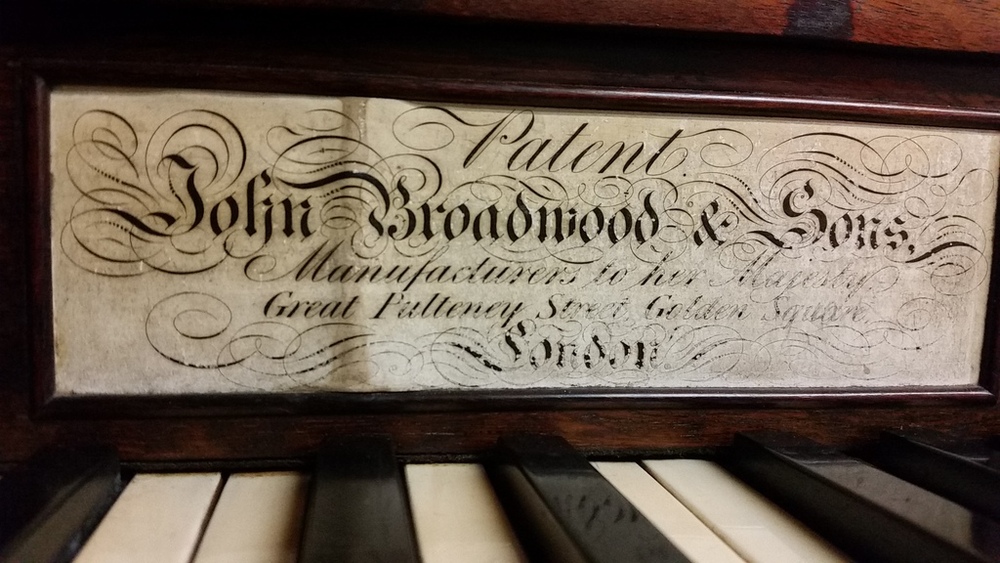 Patent
John Broadwood & Sons,
Manufacturers to her Majesty,
Great Pulteney Street, Golden Square
London